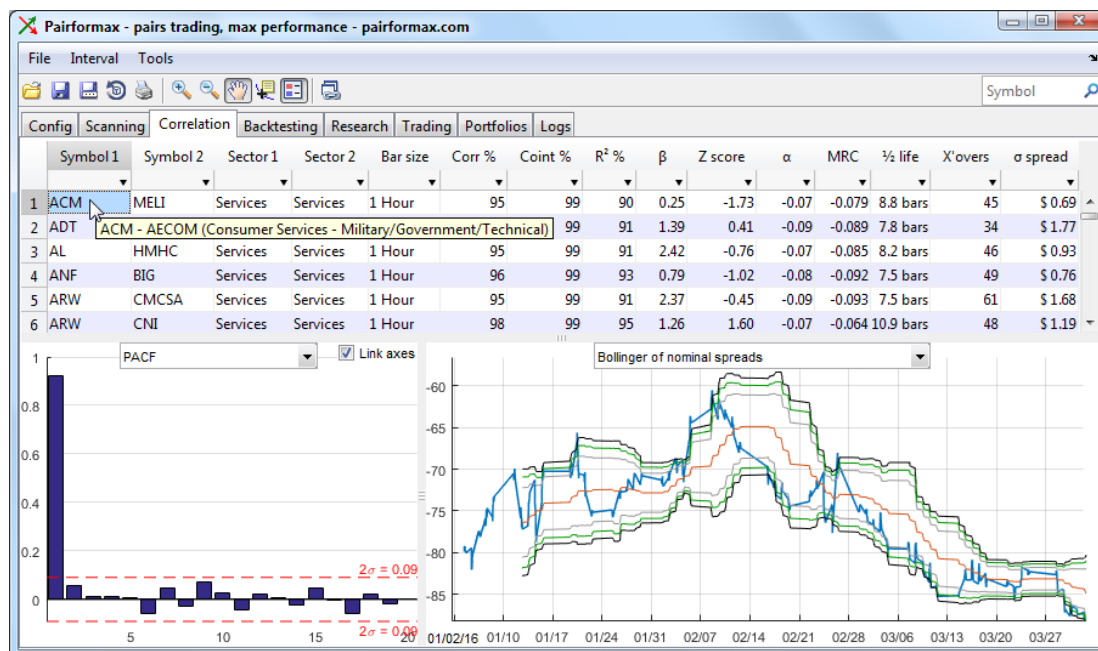 Pairformax - pairs trading, max performance - pairformax.com
File Interval Tools
Symbol
Config Scanning Correlation Backtesting Research Trading Portfolios Logs
Symbol 1 Symbol 2 Sector 1 Sector 2 Bar size Corr % Coint % R² % β Z score α MRC ½ life X'overs σ spread
1 ACM MELI Services Services 1 Hour 95 99 90 0.25 -1.73 -0.07 -0.079 8.8 bars 45 $ 0.69
2 ADT ACM - AECOM (Consumer Services - Military/Government/Technical) 99 91 1.39 0.41 -0.09 -0.089 7.8 bars 34 $ 1.77
3 AL HMHC Services Services 1 Hour 95 99 91 2.42 -0.76 -0.07 -0.085 8.2 bars 46 $ 0.93
4 ANF BIG Services Services 1 Hour 96 99 93 0.79 -1.02 -0.08 -0.092 7.5 bars 49 $ 0.76
5 ARW CMCSA Services Services 1 Hour 95 99 91 2.37 -0.45 -0.09 -0.093 7.5 bars 61 $ 1.68
6 ARW CNI Services Services 1 Hour 98 99 95 1.26 1.60 -0.07 -0.064 10.9 bars 48 $ 1.19
PACF Link axes
1
0.8
0.6
0.4
0.2
0
2σ = 0.09
2σ = 0.09
5 10 15 20
Bollinger of nominal spreads
-60
-65
-70
-75
-80
-85
01/02/16 01/10 01/17 01/24 01/31 02/07 02/14 02/21 02/28 03/06 03/13 03/20 03/27